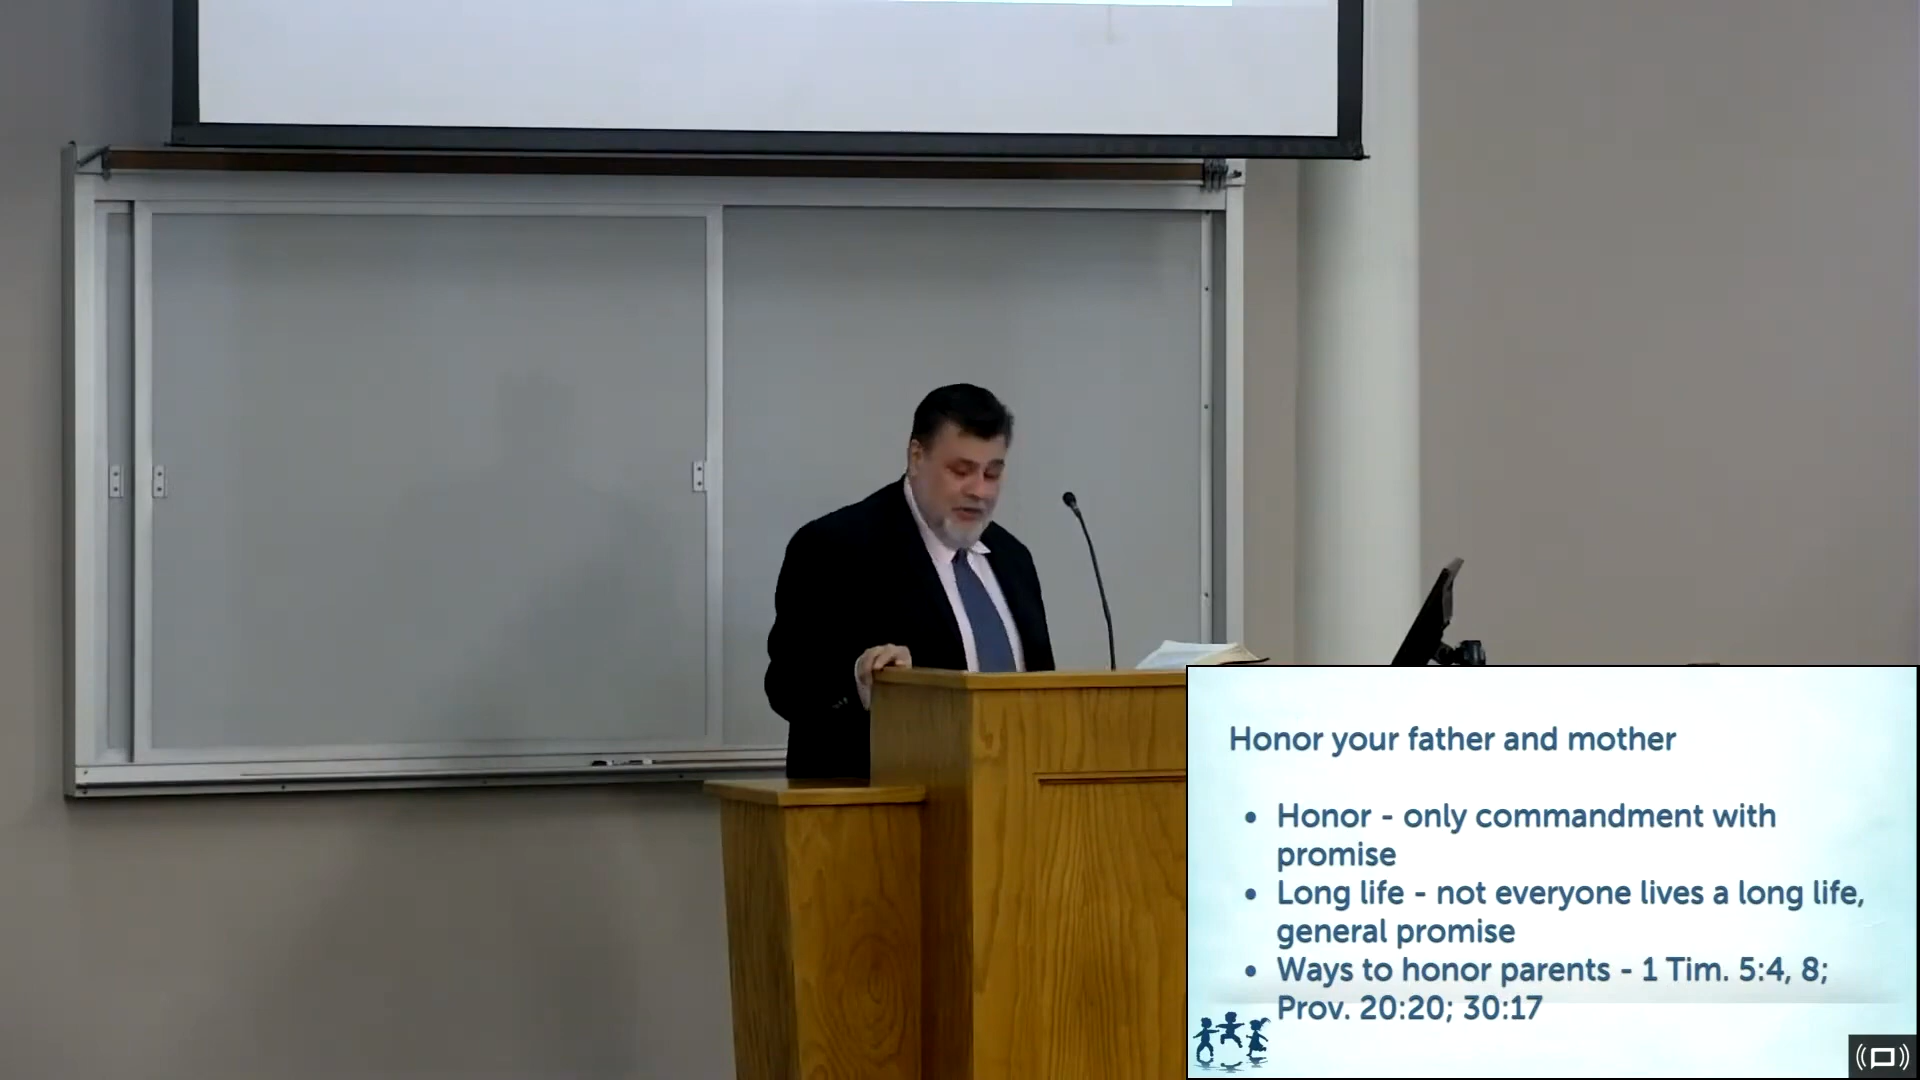 Honor your father and mother
• Honor - only commandment with
promise
• Long life - not everyone lives a long life,
general promise
• Ways to honor parents - 1 Tim. 5:4, 8;
Prov. 20:20; 30:17